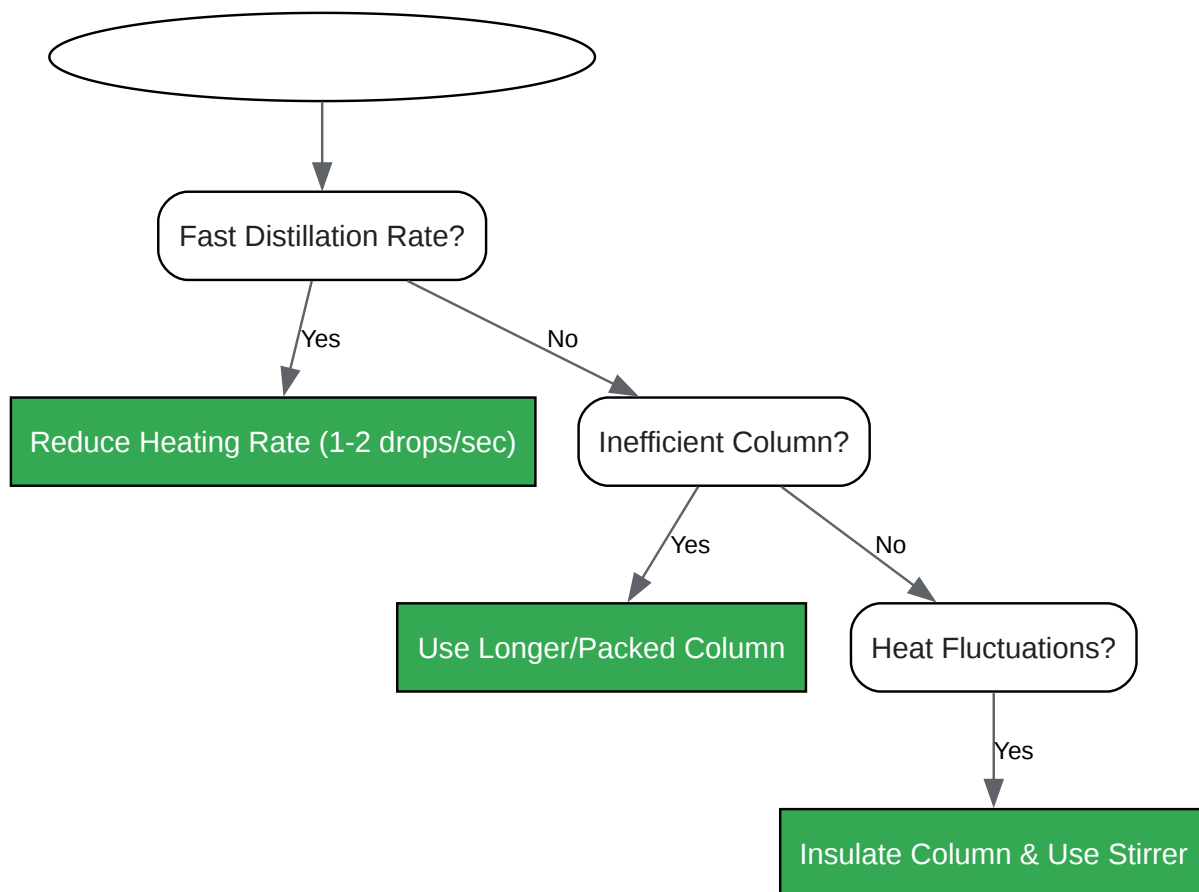 Fast Distillation Rate?
Yes
No
Reduce Heating Rate (1-2 drops/sec)
Inefficient Column?
Yes
No
Use Longer/Packed Column
Heat Fluctuations?
Yes
Insulate Column & Use Stirrer